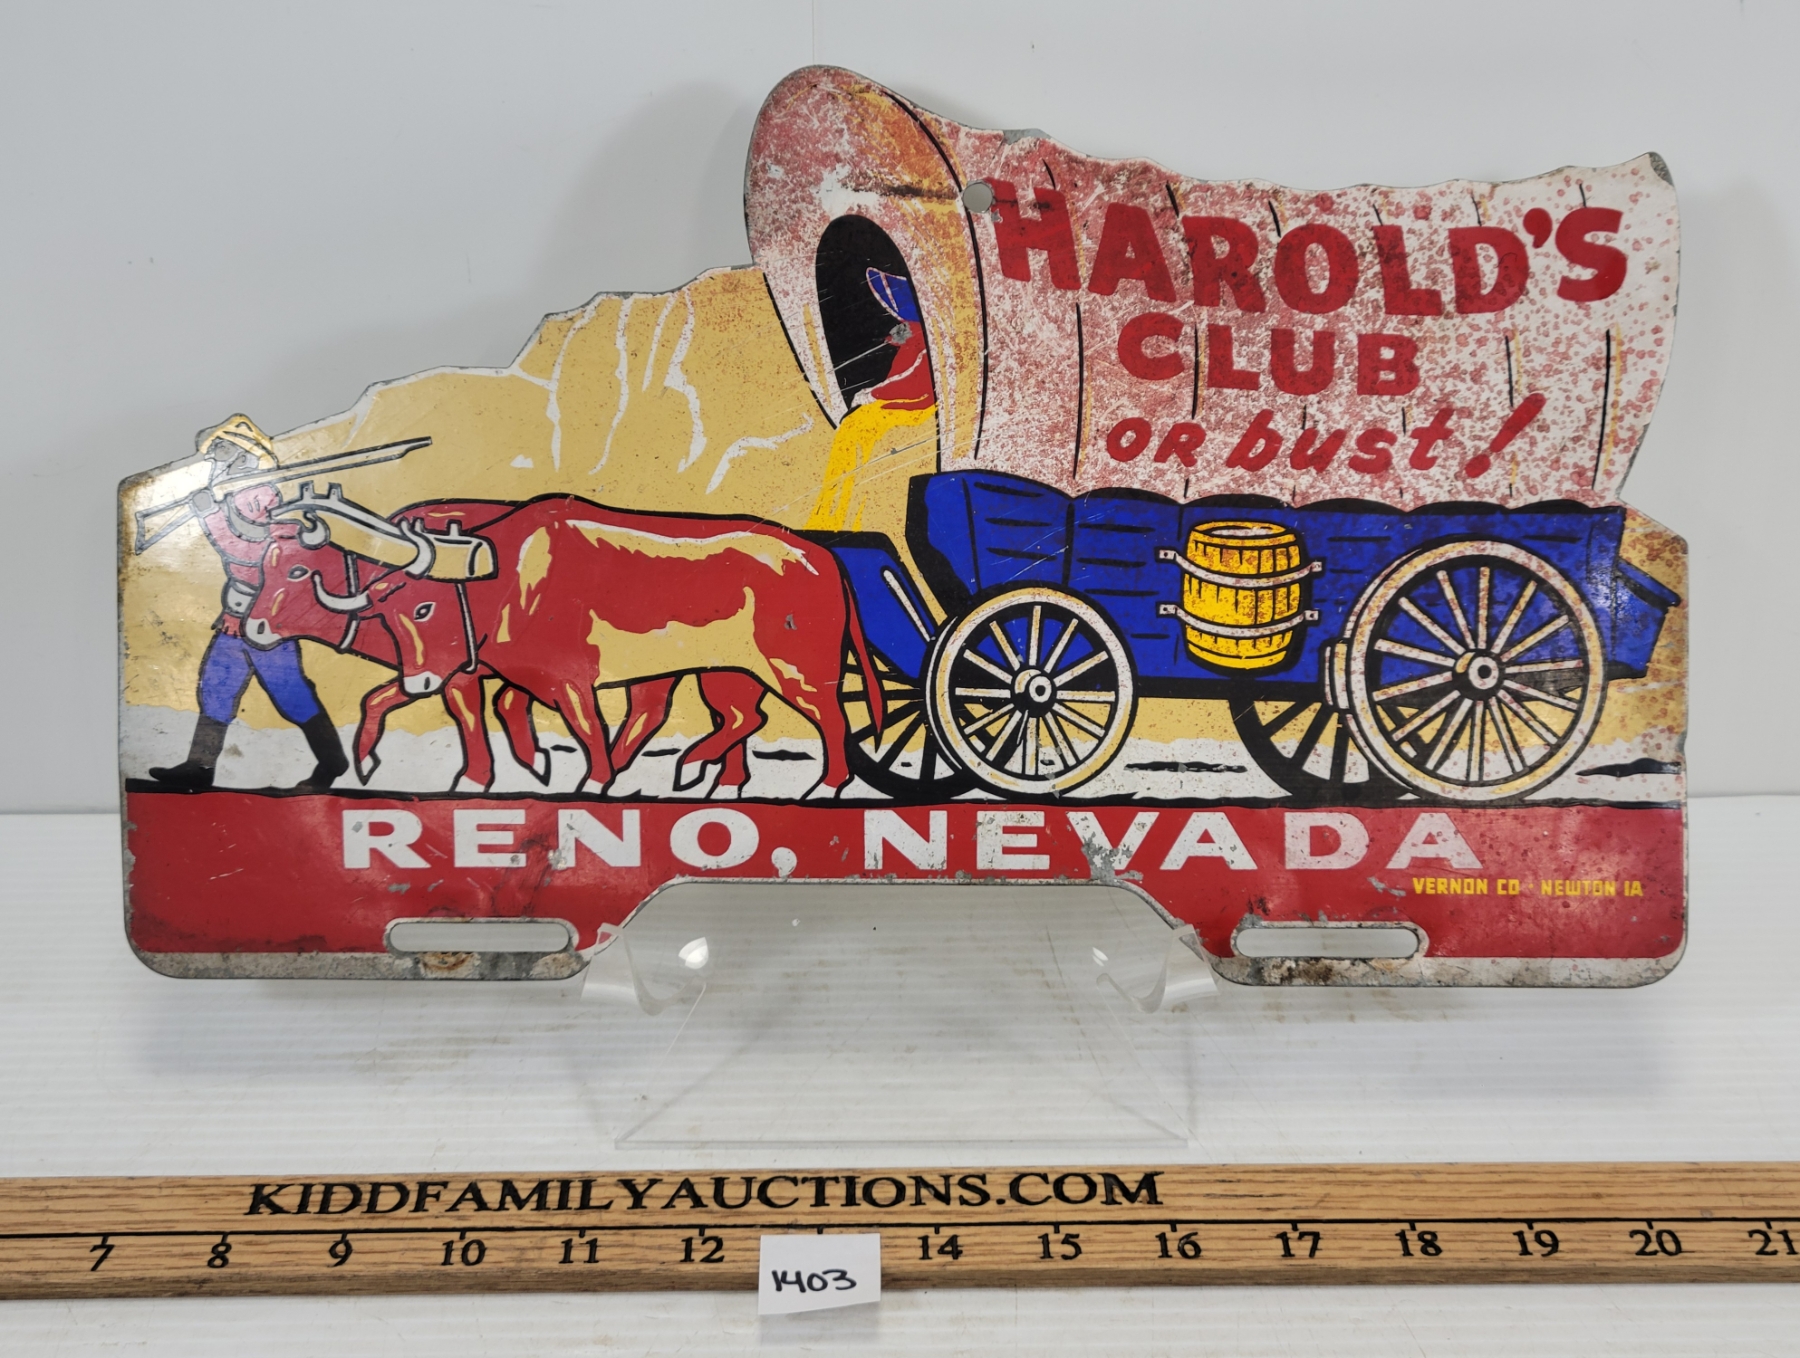 HAROLD'S
CLUB
OR bust!
RENO, NEVADA
VERNON CO - NEWTON IA
KIDDFAMILYAUCTIONS.COM
7 8 9 10 11 12 14 15 16 17 18 19 20 21
1403